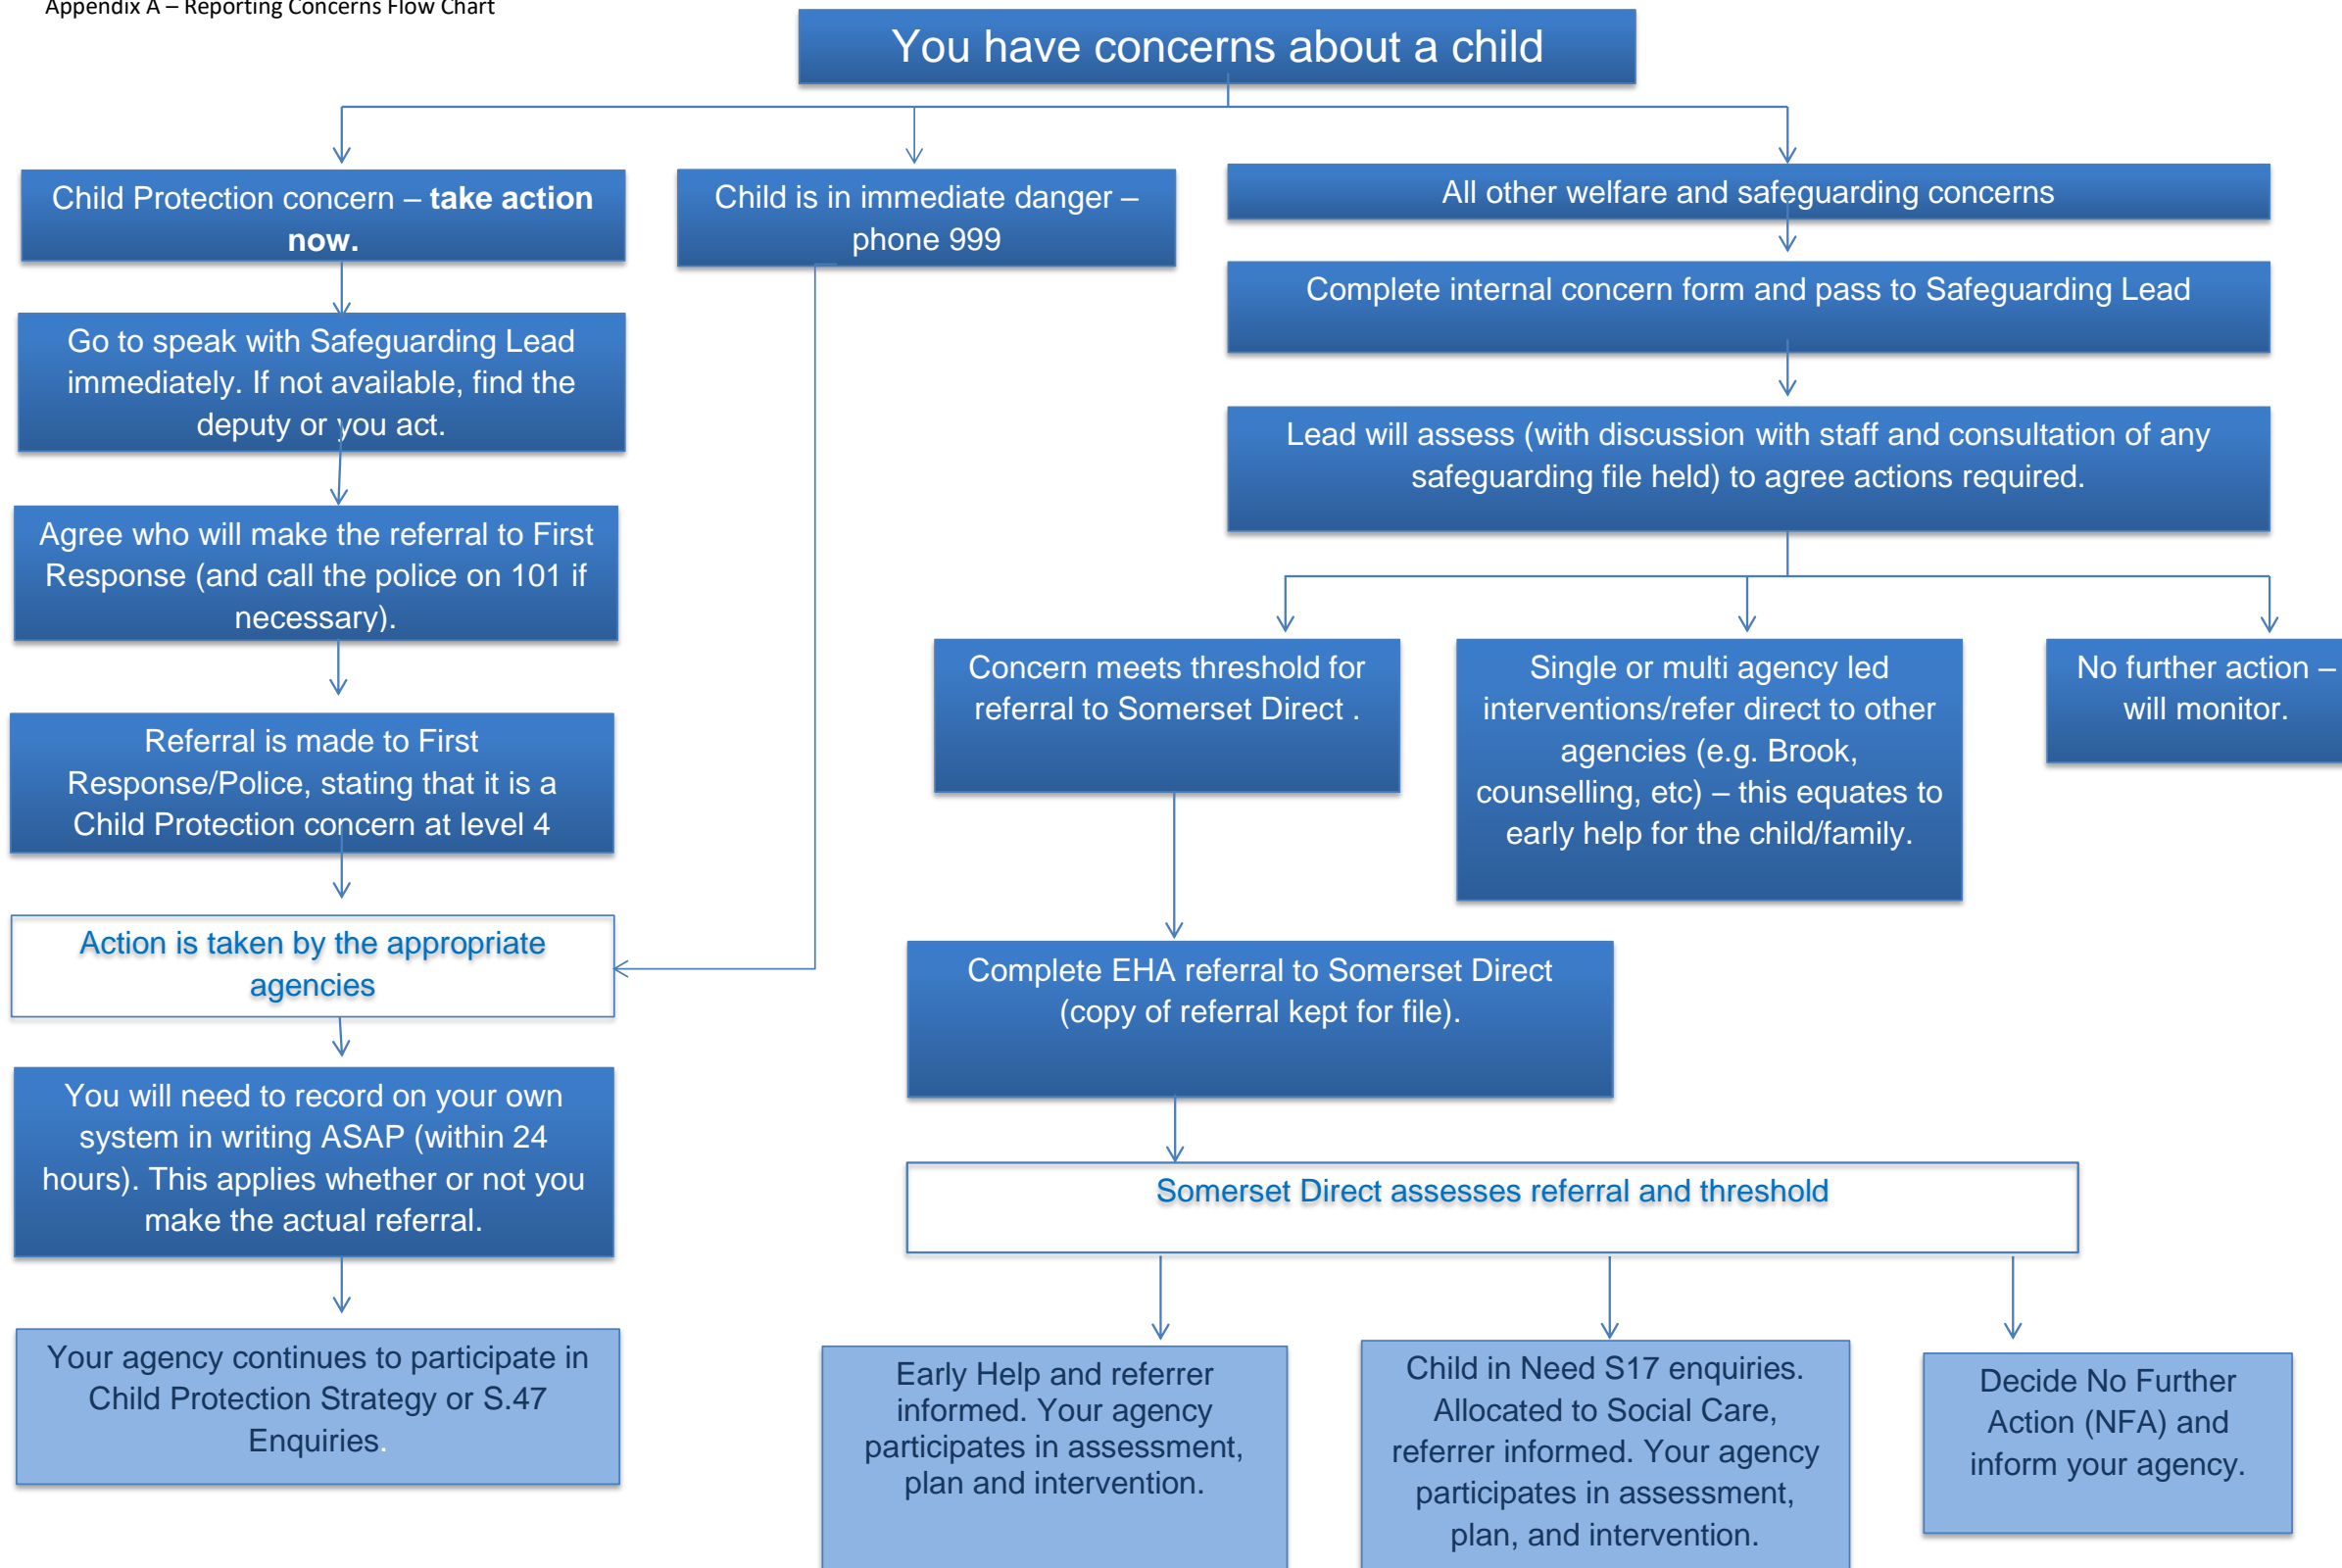 Appendix A – Reporting Concerns Flow Chart
You have concerns about a child
Child Protection concern – take action
now.
Child is in immediate danger –
phone 999
All other welfare and safeguarding concerns
Go to speak with Safeguarding Lead
immediately. If not available, find the
deputy or you act.
Agree who will make the referral to First
Response (and call the police on 101 if
necessary).
Referral is made to First
Response/Police, stating that it is a
Child Protection concern at level 4
Action is taken by the appropriate
agencies
You will need to record on your own
system in writing ASAP (within 24
hours). This applies whether or not you
make the actual referral.
Your agency continues to participate in
Child Protection Strategy or S.47
Enquiries.
Complete internal concern form and pass to Safeguarding Lead
Lead will assess (with discussion with staff and consultation of any
safeguarding file held) to agree actions required.
Concern meets threshold for
referral to Somerset Direct .
Single or multi agency led
interventions/refer direct to other
agencies (e.g. Brook,
counselling, etc) – this equates to
early help for the child/family.
No further action –
will monitor.
Complete EHA referral to Somerset Direct
(copy of referral kept for file).
Somerset Direct assesses referral and threshold
Early Help and referrer
informed. Your agency
participates in assessment,
plan and intervention.
Child in Need S17 enquiries.
Allocated to Social Care,
referrer informed. Your agency
participates in assessment,
plan, and intervention.
Decide No Further
Action (NFA) and
inform your agency.